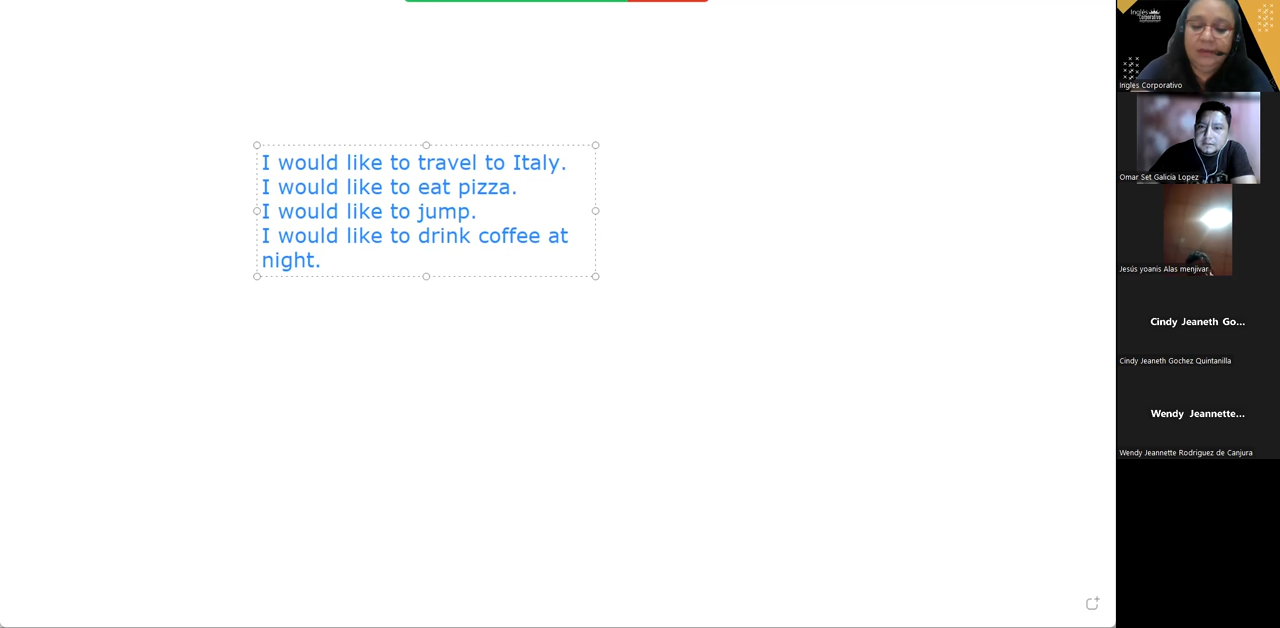 I would like to travel to Italy.
I would like to eat pizza.
I would like to jump.
I would like to drink coffee at
night.
Inglés
Corporativo
Ingles Corporativo
Omar Set Galicia Lopez
Jesús yoanis Alas menjivar
Cindy Jeaneth Go...
Cindy Jeaneth Gochez Quintanilla
Wendy Jeannette...
Wendy Jeannette Rodriguez de Canjura